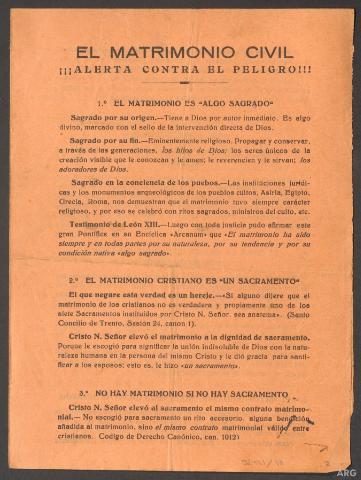 EL MATRIMONIO CIVIL
¡¡¡ALERTA CONTRA EL PELIGRO!!!
1.º EL MATRIMONIO ES "ALGO SAGRADO"
Sagrado por su origen.—Tiene a Dios por autor inmediato. Es algo
divino, marcado con el sello de la intervención directa de Dios.
Sagrado por su fin.—Eminentemente religioso. Propagar y conservar,
a través de las generaciones, los hijos de Dios; los seres únicos de la
creación visible que le conozcan y le amen; le reverencien y le sirvan; los
adoradores de Dios.
Sagrado en la conciencia de los pueblos.—Las instituciones jurídi-
cas y los monumentos arqueológicos de los pueblos cultos, Asiria, Egipto,
Grecia, Roma, nos demuestran que el matrimonio tuvo siempre carácter
religioso, y por eso se celebró con ritos sagrados, ministros del culto, etc.
Testimonio de León XIII.—Luego con toda justicia pudo afirmar este
gran Pontífice en su Encíclica «Arcanum» que «El matrimonio ha sido
siempre y en todas partes por su naturaleza, por su tendencia y por su
condición nativa «algo sagrado».
2.º EL MATRIMONIO CRISTIANO ES "UN SACRAMENTO"
El que negare esta verdad es un hereje.—«Si alguno dijere que el
matrimonio de los cristianos no es verdadera y propiamente uno de los
siete Sacramentos instituidos por Cristo N. Señor, sea anatema». (Santo
Concilio de Trento, Sesión 24, canon 1).
Cristo N. Señor elevó el matrimonio a la dignidad de sacramento.
Porque le escogió para significar la unión indisoluble de Dios con la natu-
raleza humana en la persona del mismo Cristo y le dió gracia para santifi-
car a los esposos; esto es, le hizo «un sacramento».
3.º NO HAY MATRIMONIO SI NO HAY SACRAMENTO
Cristo N. Señor elevó al sacramento el mismo contrato matrimo-
nial.— No escogió para sacramento un rito accesorio, alguna bendición
añadida al matrimonio, sino el mismo contrato matrimonial válido entre
cristianos. (Código de Derecho Canónico, can. 1012)
ARG